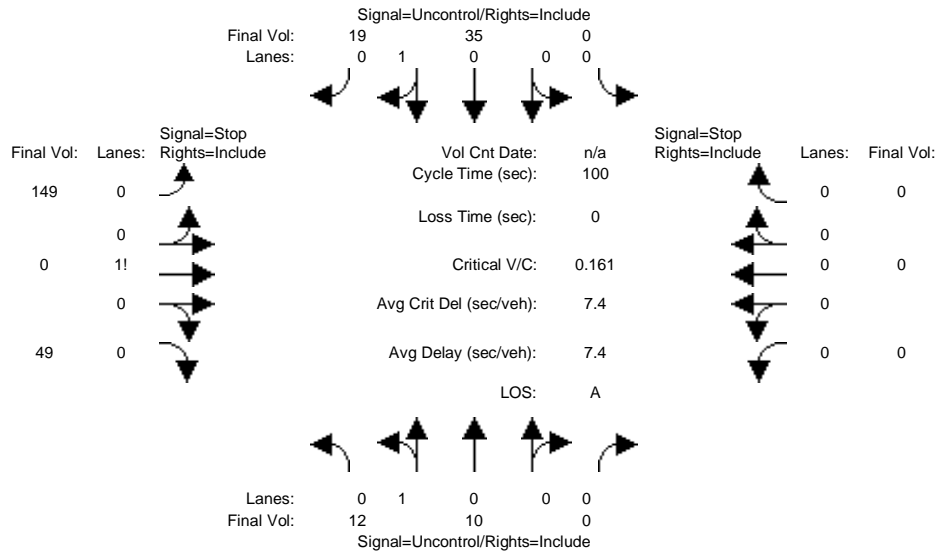 Signal=Uncontrol/Rights=Include
Final Vol: 19 35 0
Lanes: 0 1 0 0 0
Signal=Stop Signal=Stop
Final Vol: Lanes: Rights=Include Vol Cnt Date: n/a Rights=Include Lanes: Final Vol:
Cycle Time (sec): 100
149 0 0 0
Loss Time (sec): 0
0 0
0 1! Critical V/C: 0.161 0 0
0 Avg Crit Del (sec/veh): 7.4 0
49 0 Avg Delay (sec/veh): 7.4 0 0
LOS: A
Lanes: 0 1 0 0 0
Final Vol: 12 10 0
Signal=Uncontrol/Rights=Include